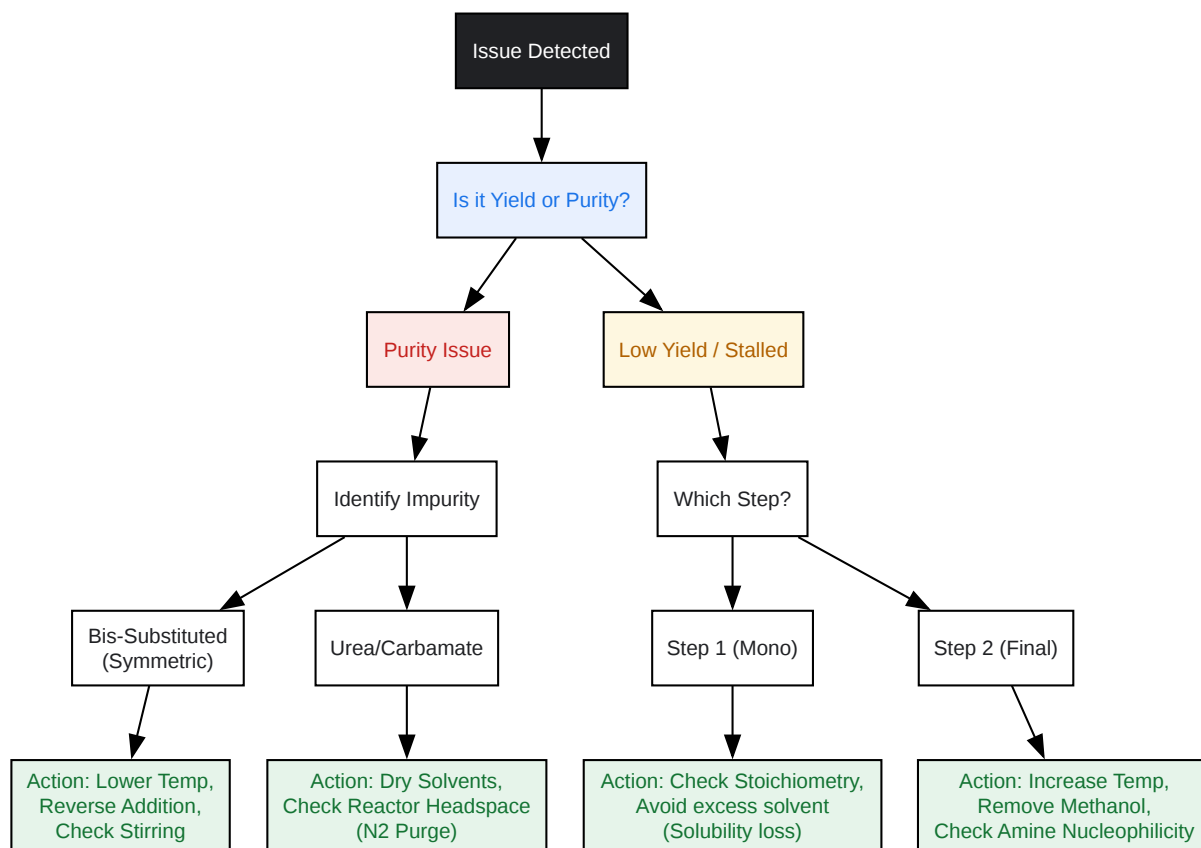 Issue Detected
Is it Yield or Purity?
Purity Issue
Low Yield / Stalled
Identify Impurity
Which Step?
Bis-Substituted
(Symmetric)
Urea/Carbamate
Step 1 (Mono)
Step 2 (Final)
Action: Lower Temp,
Reverse Addition,
Check Stirring
Action: Dry Solvents,
Check Reactor Headspace
(N2 Purge)
Action: Check Stoichiometry,
Avoid excess solvent
(Solubility loss)
Action: Increase Temp,
Remove Methanol,
Check Amine Nucleophilicity